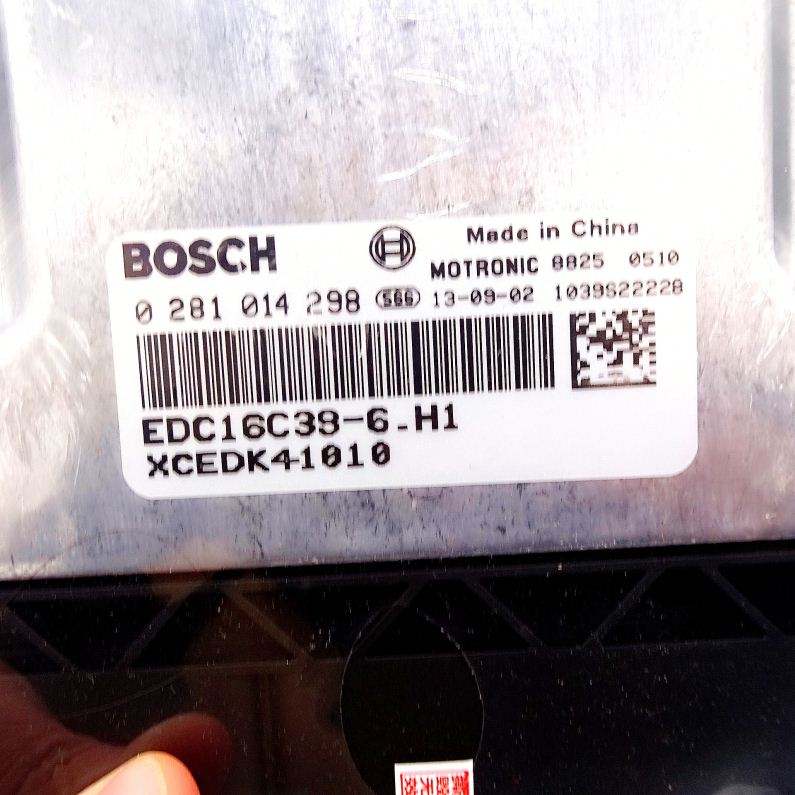 BOSCH
Made in China
MOTRONIC 8825 0510
0 281 014 298 SGG 13-09-02 1039S22228
EDC16C39-6.H1
XCEDK41010